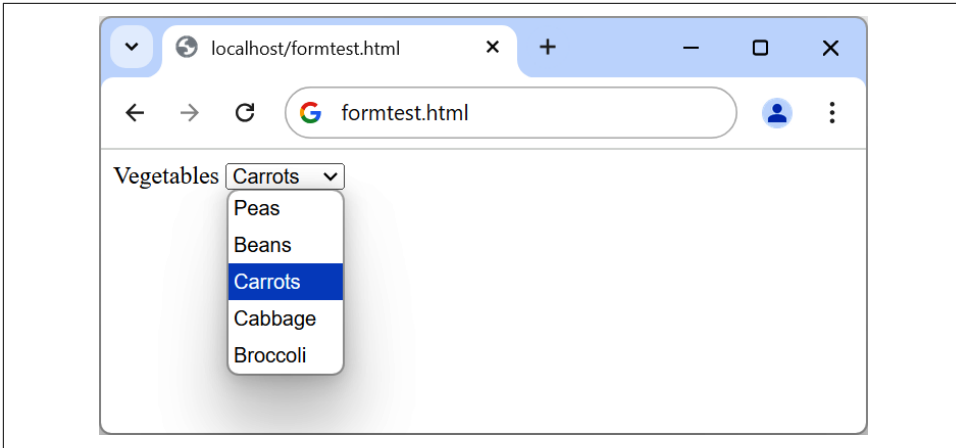 localhost/formtest.html
formtest.html
Vegetables Carrots
Peas
Beans
Carrots
Cabbage
Broccoli